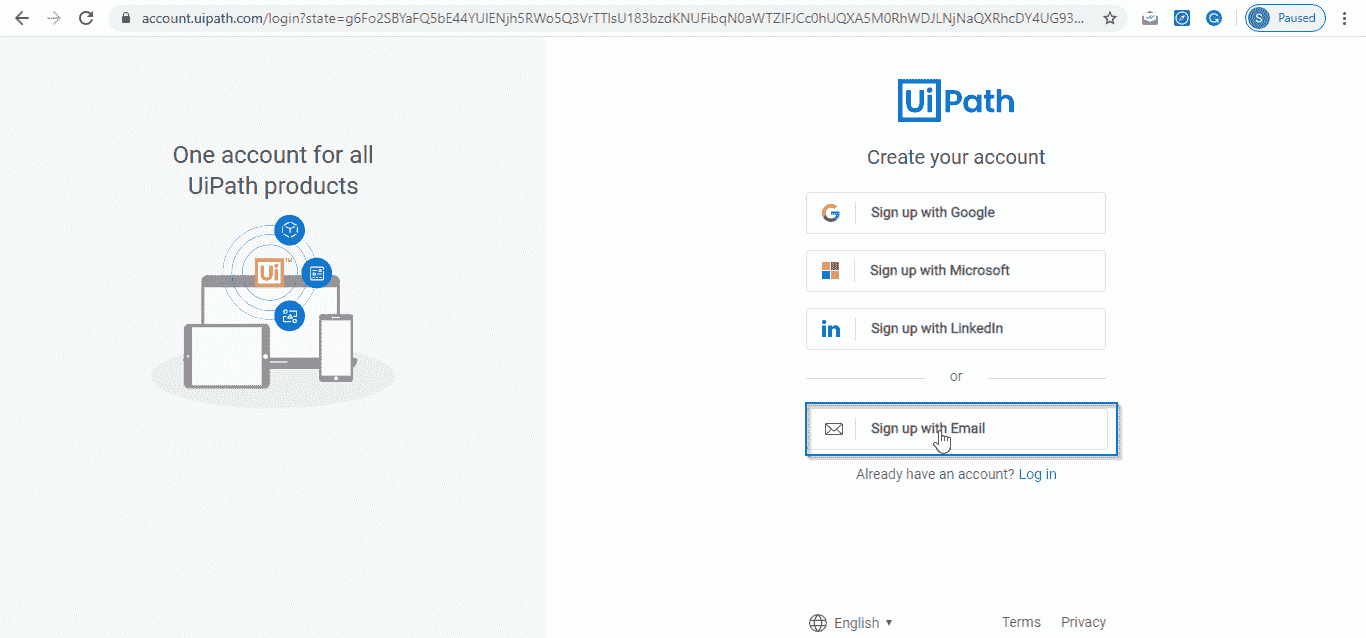 account.uipath.com/login?state=g6Fo2SBYaFQ5bE44YUlENjh5RWo5Q3VrTTlsU183bzdKNUFibqN0aWTZIFJCc0hUQXA5M0RhWDJLNjNaQXRhcDY4UG93...
S Paused
One account for all
UiPath products
Ui™
UiPath
Create your account
Sign up with Google
Sign up with Microsoft
in Sign up with LinkedIn
or
Sign up with Email
Already have an account? Log in
English
Terms Privacy